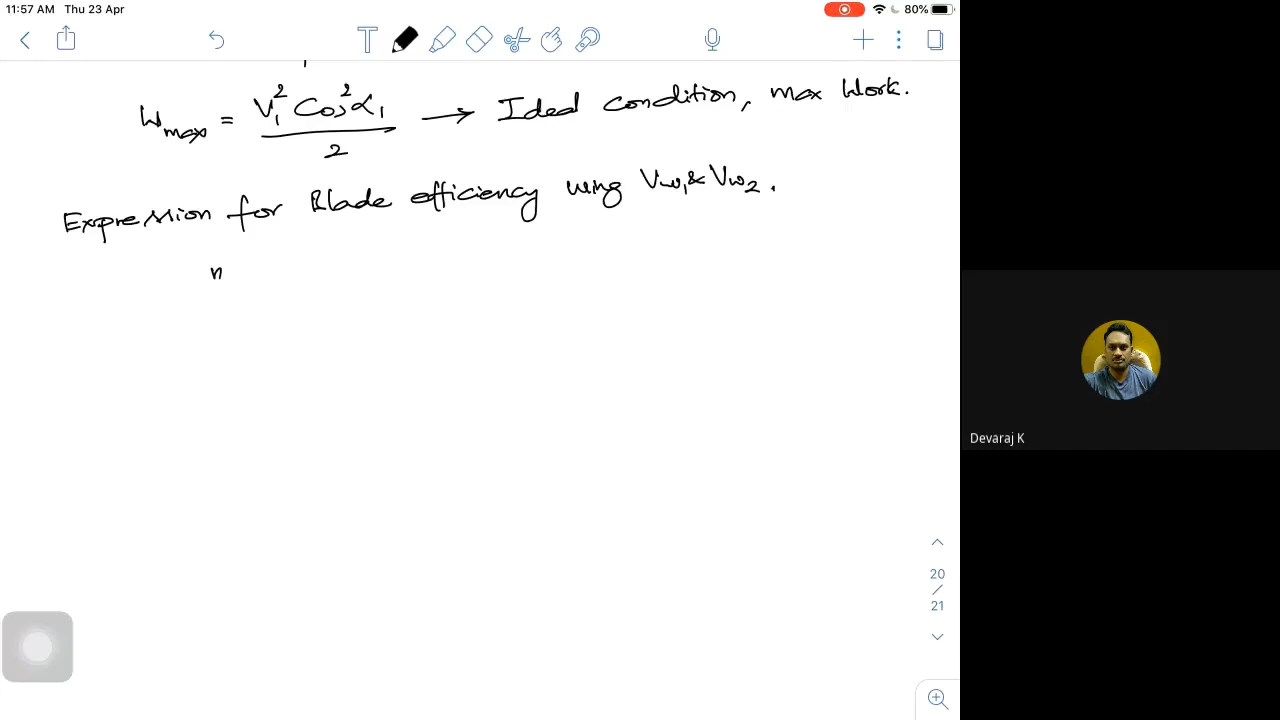 11:57 AM Thu 23 Apr
80%
T
W_max = V₁² Cos²α₁ / 2 → Ideal condition, max Work.
Expression for Blade efficiency using Vw₁ & Vw₂.
η
Devaraj K
20
/
21